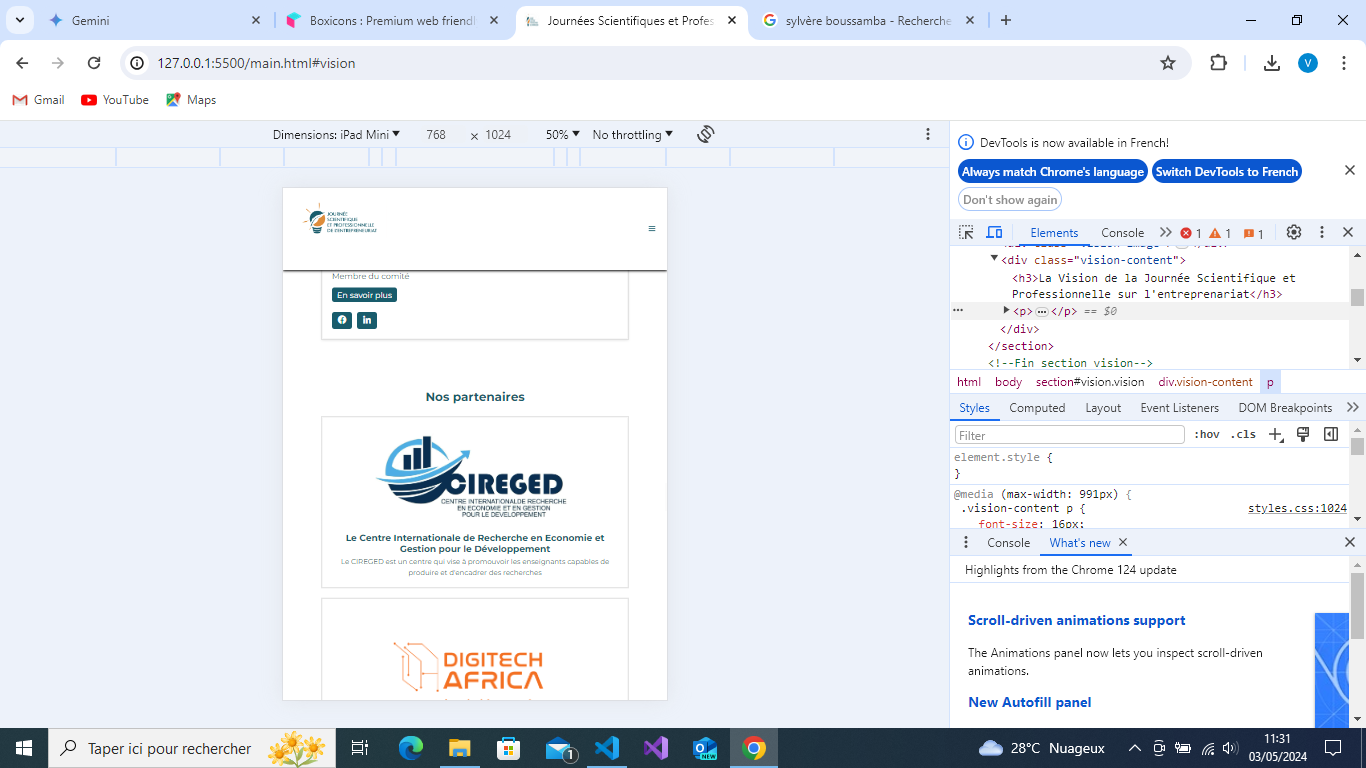 Gemini
Boxicons : Premium web friendl
Journées Scientifiques et Profes
sylvère boussamba - Recherche
127.0.0.1:5500/main.html#vision
V
Gmail
YouTube
Maps
Dimensions: iPad Mini
768
×
1024
50%
No throttling
JOURNÉE
SCIENTIFIQUE
ET PROFESSIONNELLE
DE L'ENTREPRENEURIAT
Membre du comité
En savoir plus
Nos partenaires
CIREGED
CENTRE INTERNATIONALDE RECHERCHE
EN ECONOMIE ET EN GESTION
POUR LE DEVELOPPEMENT
Le Centre Internationale de Recherche en Economie et
Gestion pour le Développement
Le CIREGED est un centre qui vise à promouvoir les enseignants capables de
produire et d'encadrer des recherches
DIGITECH
AFRICA
DevTools is now available in French!
Always match Chrome's language
Switch DevTools to French
Don't show again
Elements
Console
1
1
1
<div class="vision-content">
<h3>La Vision de la Journée Scientifique et
Professionnelle sur l'entreprenariat</h3>
<p>…</p> == $0
</div>
</section>
<!--Fin section vision-->
html
body
section#vision.vision
div.vision-content
p
Styles
Computed
Layout
Event Listeners
DOM Breakpoints
Filter
:hov
.cls
element.style {
}
@media (max-width: 991px) {
.vision-content p {
styles.css:1024
font-size: 16px;
Console
What's new
Highlights from the Chrome 124 update
Scroll-driven animations support
The Animations panel now lets you inspect scroll-driven
animations.
New Autofill panel
Taper ici pour rechercher
1
NEW
28°C
Nuageux
11:31
03/05/2024